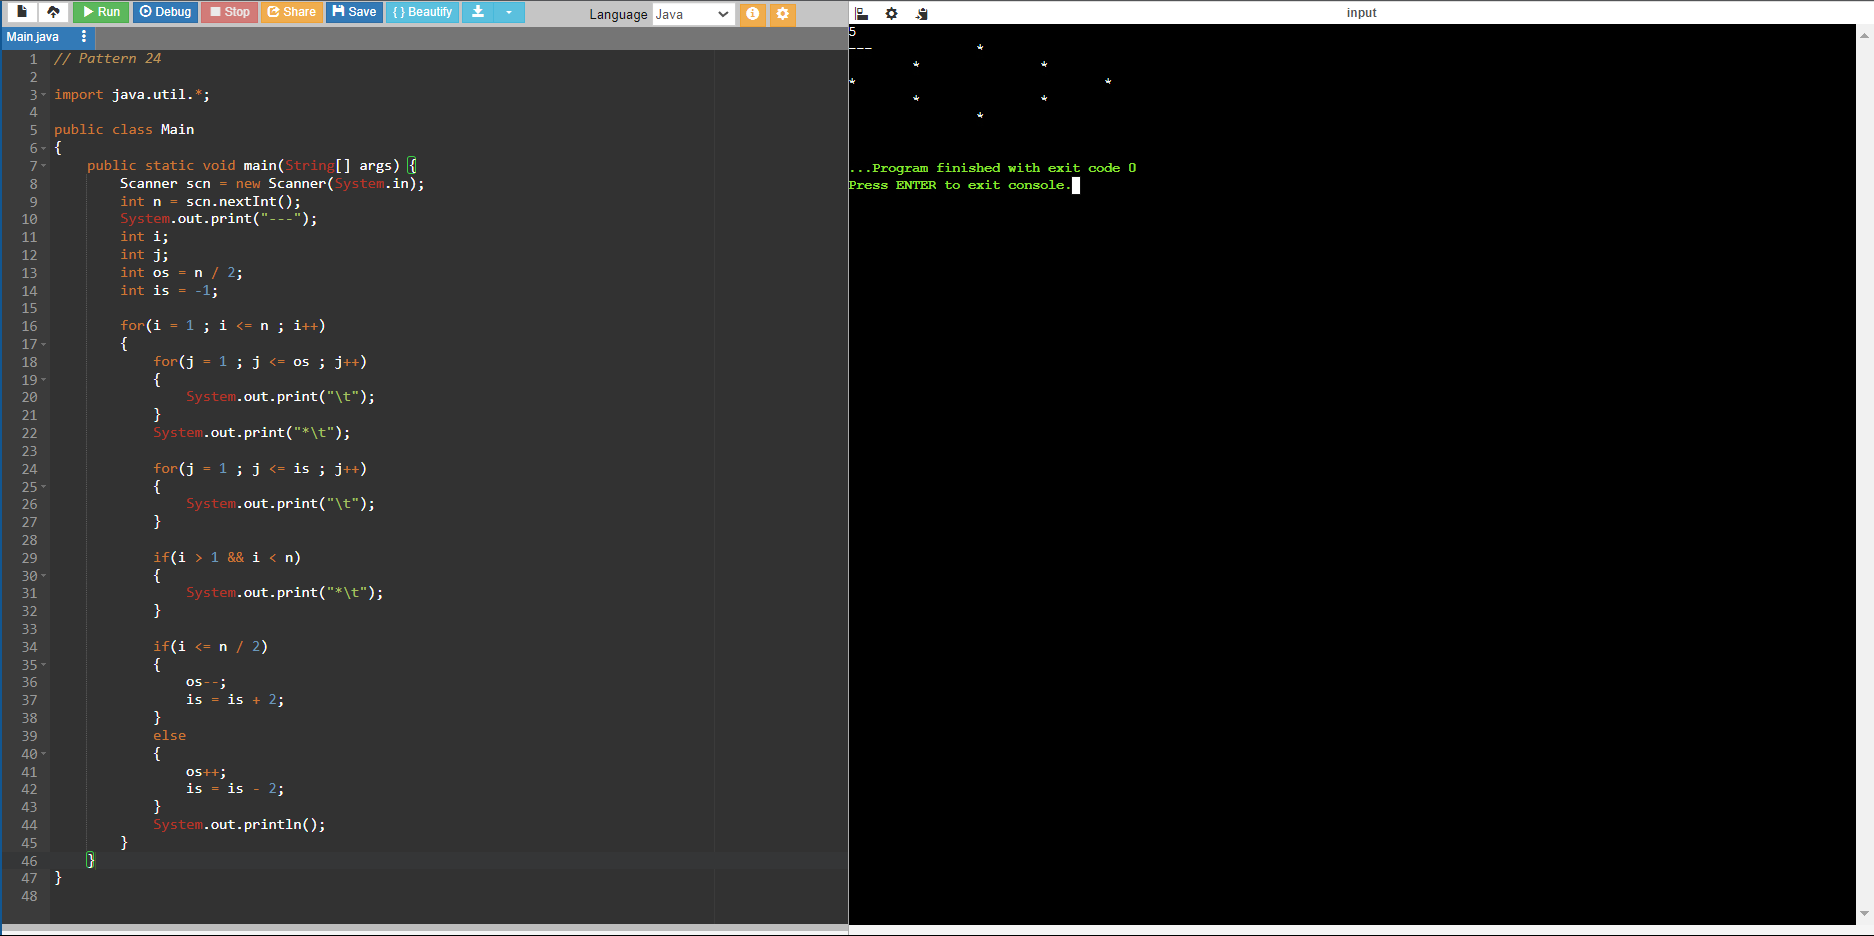 Run Debug Stop Share Save { } Beautify Language Java
Main.java
1 // Pattern 24
2
3 import java.util.*;
4
5 public class Main
6 {
7 public static void main(String[] args) {
8 Scanner scn = new Scanner(System.in);
9 int n = scn.nextInt();
10 System.out.print("---");
11 int i;
12 int j;
13 int os = n / 2;
14 int is = -1;
15
16 for(i = 1 ; i <= n ; i++)
17 {
18 for(j = 1 ; j <= os ; j++)
19 {
20 System.out.print("\t");
21 }
22 System.out.print("*\t");
23
24 for(j = 1 ; j <= is ; j++)
25 {
26 System.out.print("\t");
27 }
28
29 if(i > 1 && i < n)
30 {
31 System.out.print("*\t");
32 }
33
34 if(i <= n / 2)
35 {
36 os--;
37 is = is + 2;
38 }
39 else
40 {
41 os++;
42 is = is - 2;
43 }
44 System.out.println();
45 }
46 }
47 }
48
input
5
--- *
* *
* *
* *
*
...Program finished with exit code 0
Press ENTER to exit console.